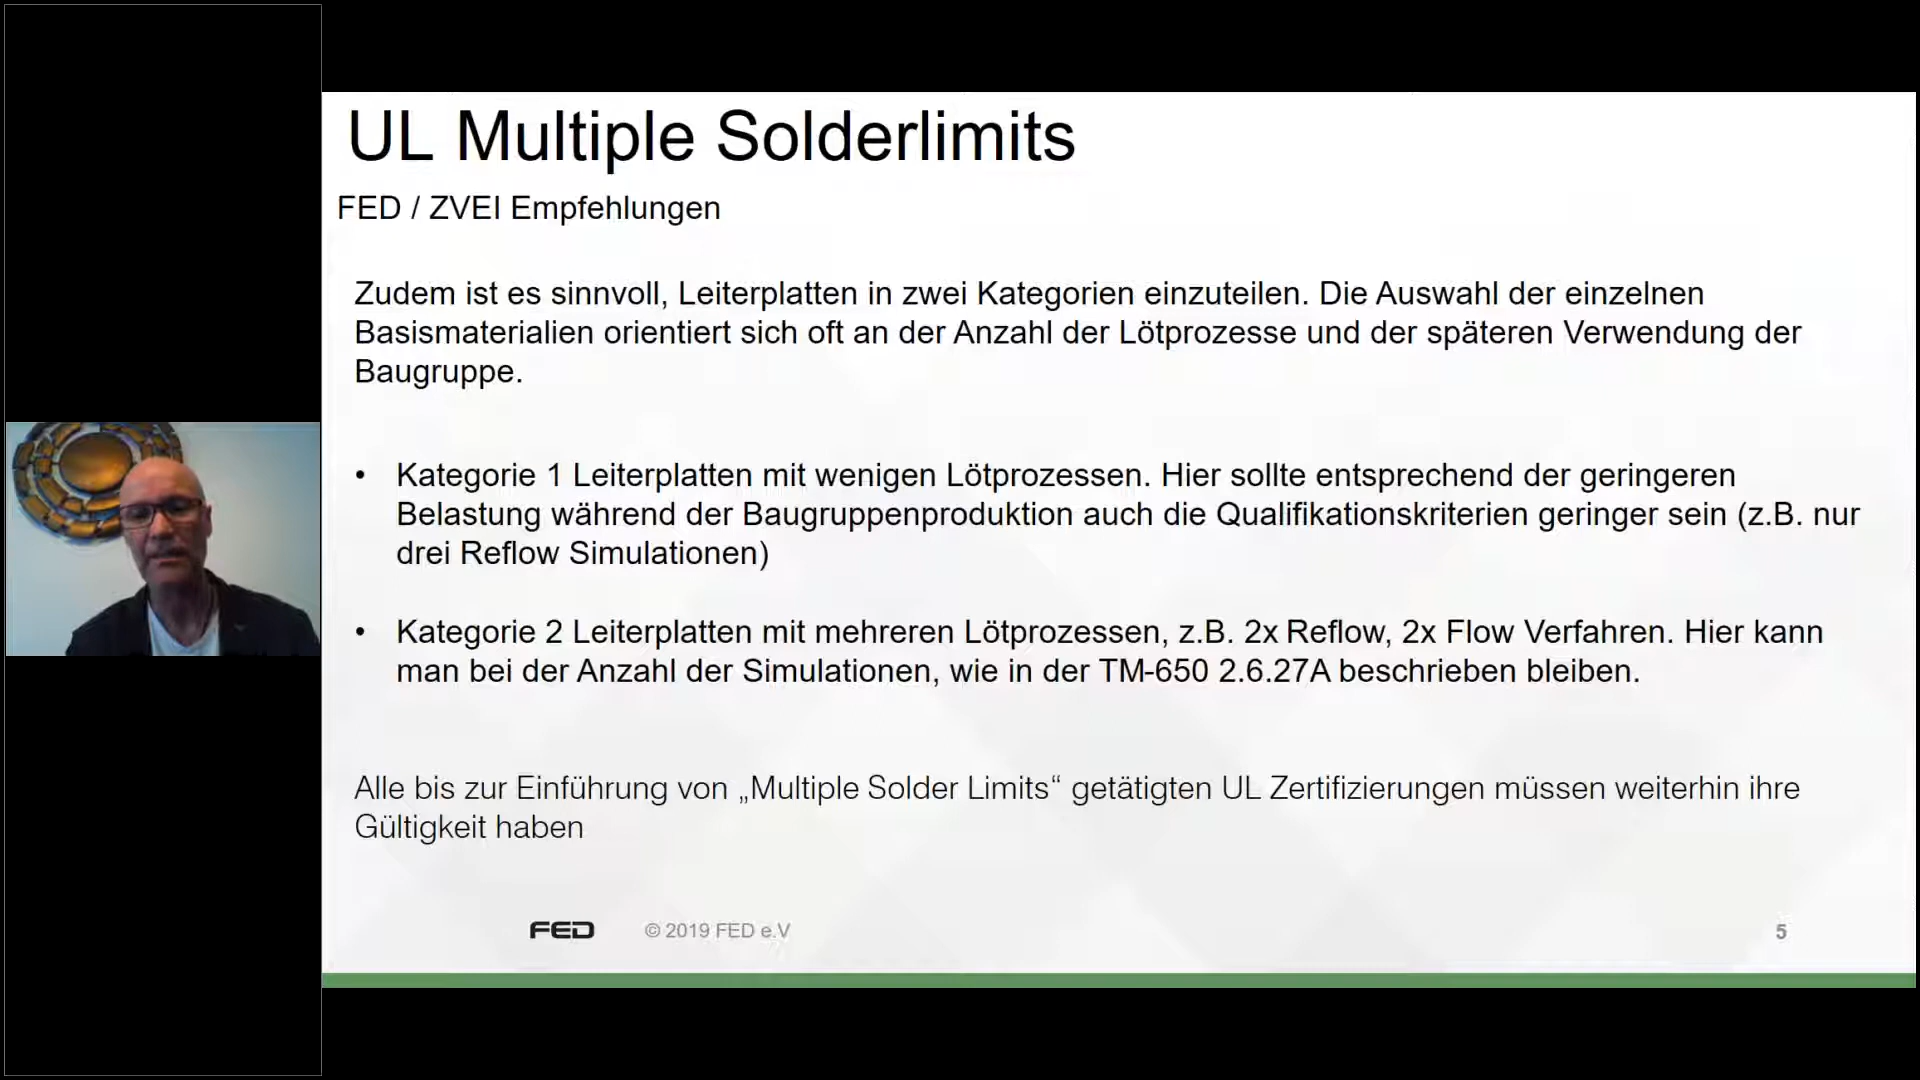 UL Multiple Solderlimits
FED / ZVEI Empfehlungen
Zudem ist es sinnvoll, Leiterplatten in zwei Kategorien einzuteilen. Die Auswahl der einzelnen
Basismaterialien orientiert sich oft an der Anzahl der Lötprozesse und der späteren Verwendung der
Baugruppe.
• Kategorie 1 Leiterplatten mit wenigen Lötprozessen. Hier sollte entsprechend der geringeren
Belastung während der Baugruppenproduktion auch die Qualifikationskriterien geringer sein (z.B. nur
drei Reflow Simulationen)
• Kategorie 2 Leiterplatten mit mehreren Lötprozessen, z.B. 2x Reflow, 2x Flow Verfahren. Hier kann
man bei der Anzahl der Simulationen, wie in der TM-650 2.6.27A beschrieben bleiben.
Alle bis zur Einführung von „Multiple Solder Limits“ getätigten UL Zertifizierungen müssen weiterhin ihre
Gültigkeit haben
FED © 2019 FED e.V 5